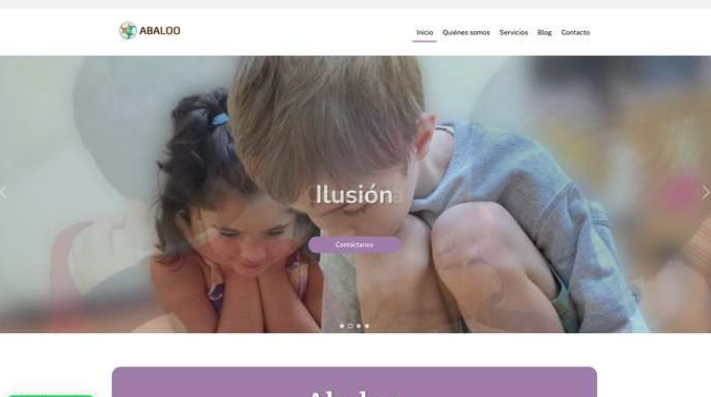 ABALOO
Inicio Quiénes somos Servicios Blog Contacto
Ilusión
Contáctanos